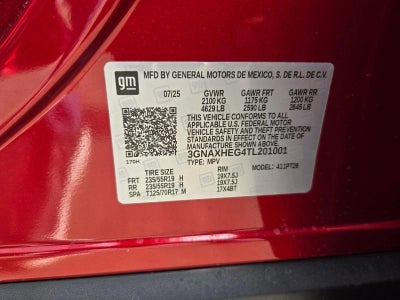 gm
MFD BY GENERAL MOTORS DE MEXICO, S. DE R.L. DE C.V.
07/25 GVWR GAWR FRT GAWR RR
2100 KG 1175 KG 1200 KG
4629 LB 2590 LB 2645 LB
THIS VEHICLE CONFORMS TO ALL
APPLICABLE U.S. FEDERAL MOTOR
VEHICLE SAFETY AND THEFT PREVENTION
STANDARDS IN EFFECT ON THE DATE OF
MANUFACTURE SHOWN ABOVE.
3GNAXHEG4TL201001
170H TYPE: MPV
TIRE SIZE RIM MODEL: 411PT26
FRT 235/55R19 H 19X7.5J
RR 235/55R19 H 19X7.5J
SPA T125/70R17 M 17X4BT